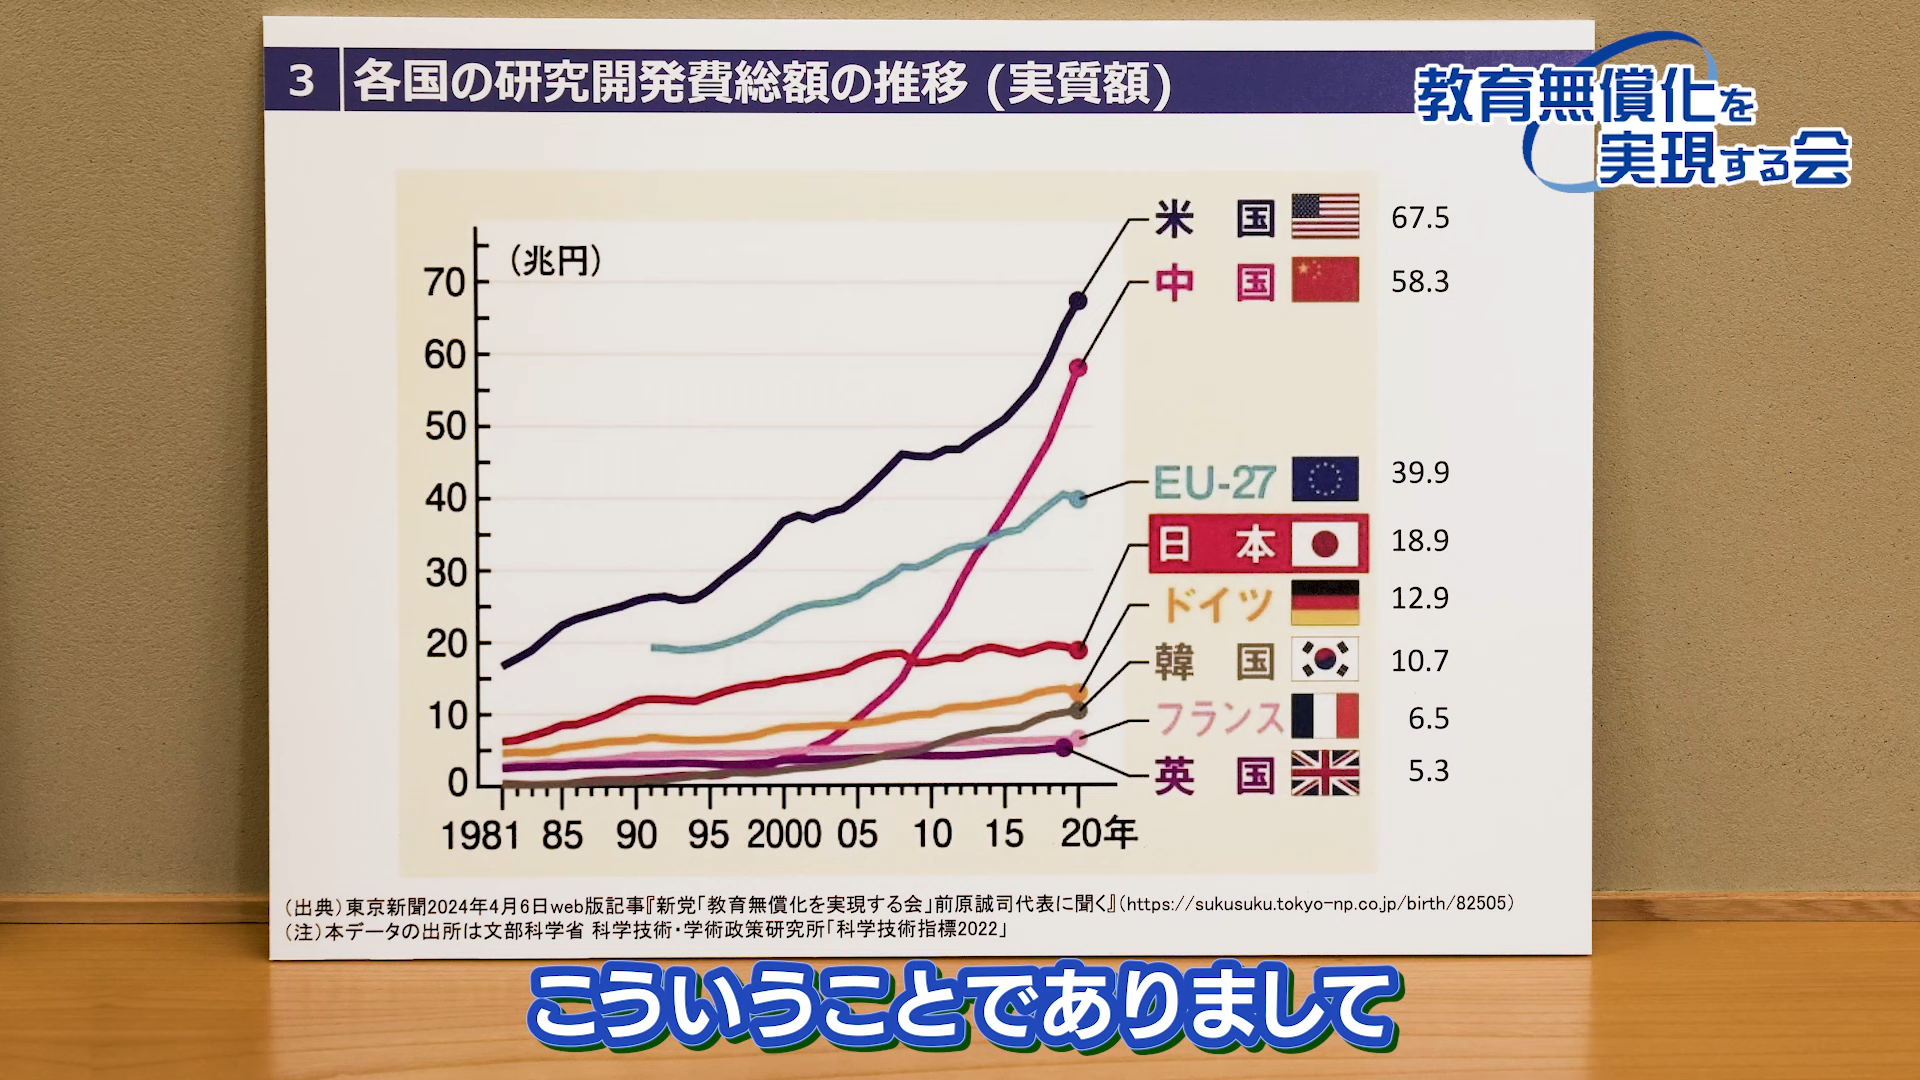 3 各国の研究開発費総額の推移 (実質額)
教育無償化を
実現する会
(兆円)
70
60
50
40
30
20
10
0
1981 85 90 95 2000 05 10 15 20年
米国 67.5
中国 58.3
EU-27 39.9
日本 18.9
ドイツ 12.9
韓国 10.7
フランス 6.5
英国 5.3
(出典)東京新聞2024年4月6日web版記事『新党「教育無償化を実現する会」前原誠司代表に聞く』(https://sukusuku.tokyo-np.co.jp/birth/82505)
(注)本データの出所は文部科学省 科学技術・学術政策研究所「科学技術指標2022」
こういうことでありまして